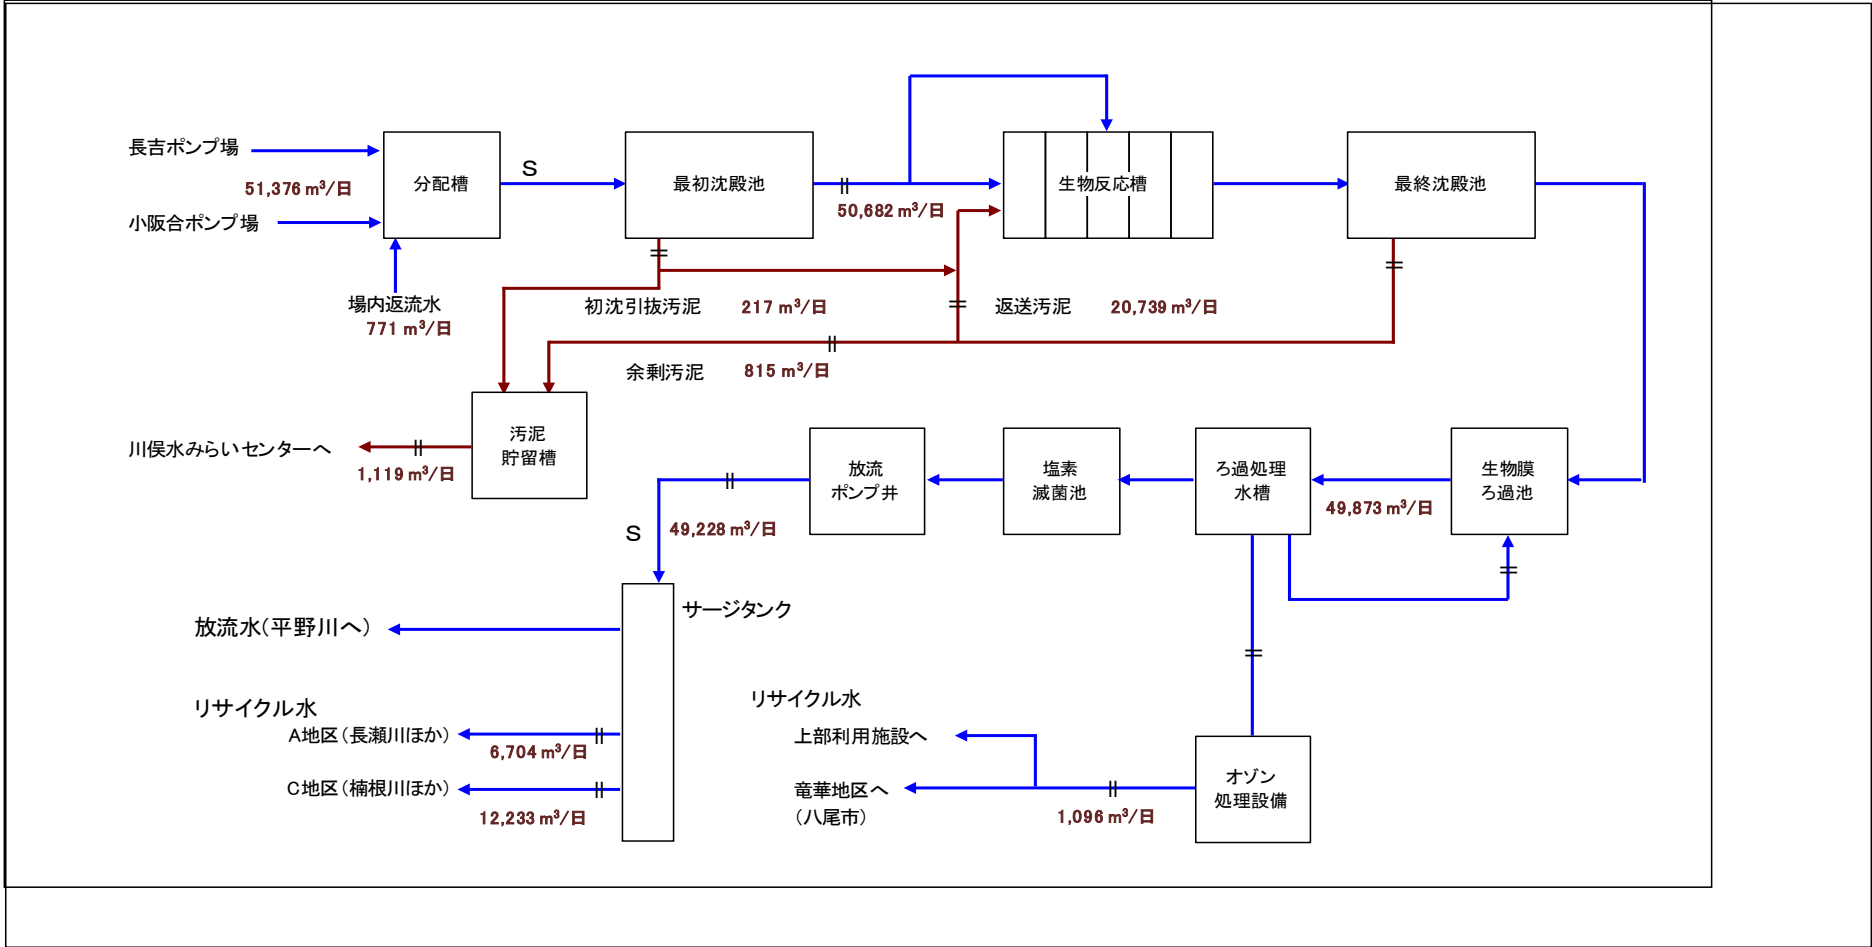 長吉ポンプ場
51,376 m³/日
小阪合ポンプ場
分配槽
S
最初沈殿池
50,682 m³/日
生物反応槽
最終沈殿池
場内返流水
771 m³/日
初沈引抜汚泥 217 m³/日
返送汚泥 20,739 m³/日
余剰汚泥 815 m³/日
川俣水みらいセンターへ
1,119 m³/日
汚泥
貯留槽
放流
ポンプ井
塩素
滅菌池
ろ過処理
水槽
49,873 m³/日
生物膜
ろ過池
S
49,228 m³/日
サージタンク
放流水(平野川へ)
リサイクル水
A地区(長瀬川ほか)
6,704 m³/日
C地区(楠根川ほか)
12,233 m³/日
リサイクル水
上部利用施設へ
竜華地区へ
(八尾市)
1,096 m³/日
オゾン
処理設備